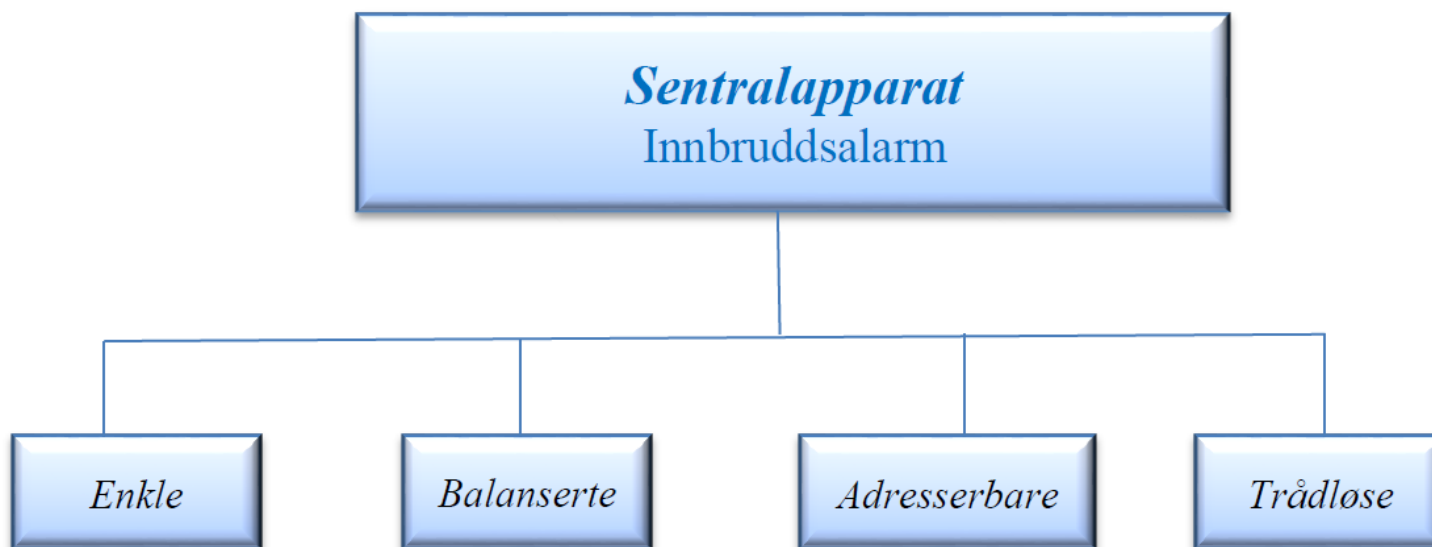 Sentralapparat
Innbruddsalarm
Enkle
Balanserte
Adresserbare
Trådløse